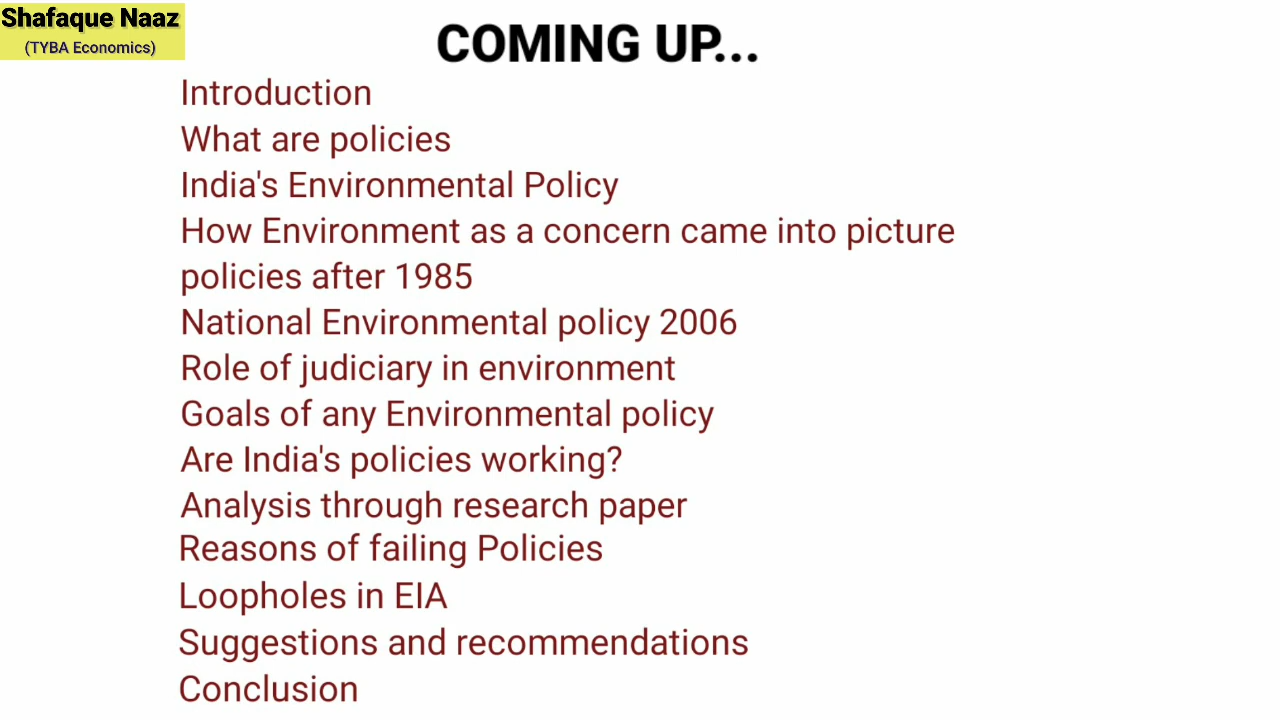 Shafaque Naaz
(TYBA Economics)
COMING UP...
Introduction
What are policies
India's Environmental Policy
How Environment as a concern came into picture
policies after 1985
National Environmental policy 2006
Role of judiciary in environment
Goals of any Environmental policy
Are India's policies working?
Analysis through research paper
Reasons of failing Policies
Loopholes in EIA
Suggestions and recommendations
Conclusion